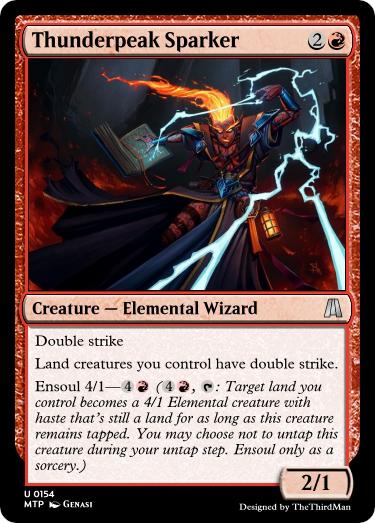 Thunderpeak Sparker 2
Creature — Elemental Wizard
Double strike
Land creatures you control have double strike.
Ensoul 4/1—4 (4, : Target land you
control becomes a 4/1 Elemental creature with
haste that's still a land for as long as this creature
remains tapped. You may choose not to untap this
creature during your untap step. Ensoul only as a
sorcery.)
2/1
U 0154
MTP GENASI
Designed by TheThirdMan